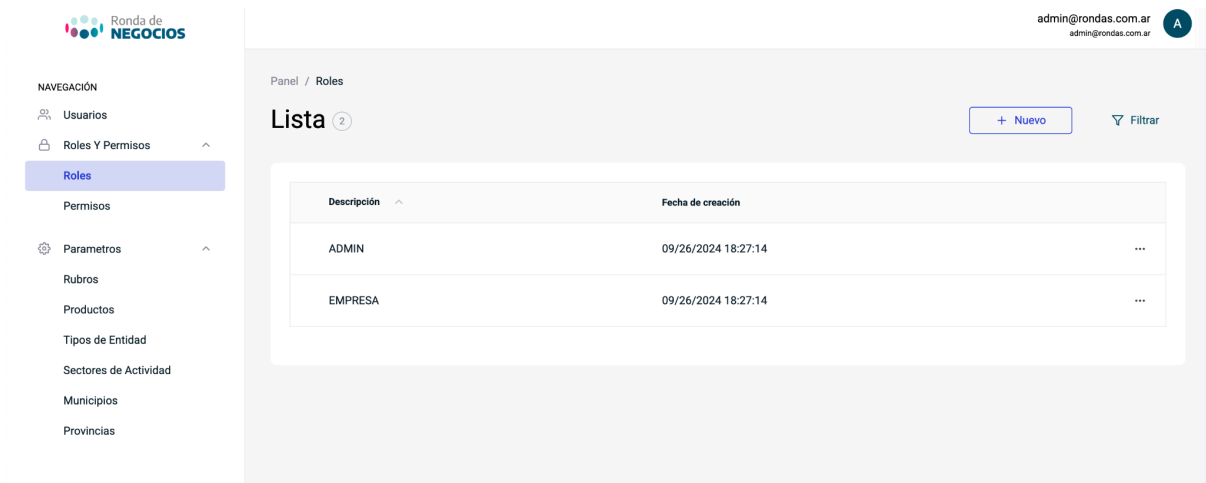 Ronda de
NEGOCIOS
admin@rondas.com.ar
admin@rondas.com.ar
A
NAVEGACIÓN
Usuarios
Roles Y Permisos
Roles
Permisos
Parametros
Rubros
Productos
Tipos de Entidad
Sectores de Actividad
Municipios
Provincias
Panel / Roles
Lista 2
+ Nuevo
Filtrar
Descripción Fecha de creación
ADMIN 09/26/2024 18:27:14 ...
EMPRESA 09/26/2024 18:27:14 ...